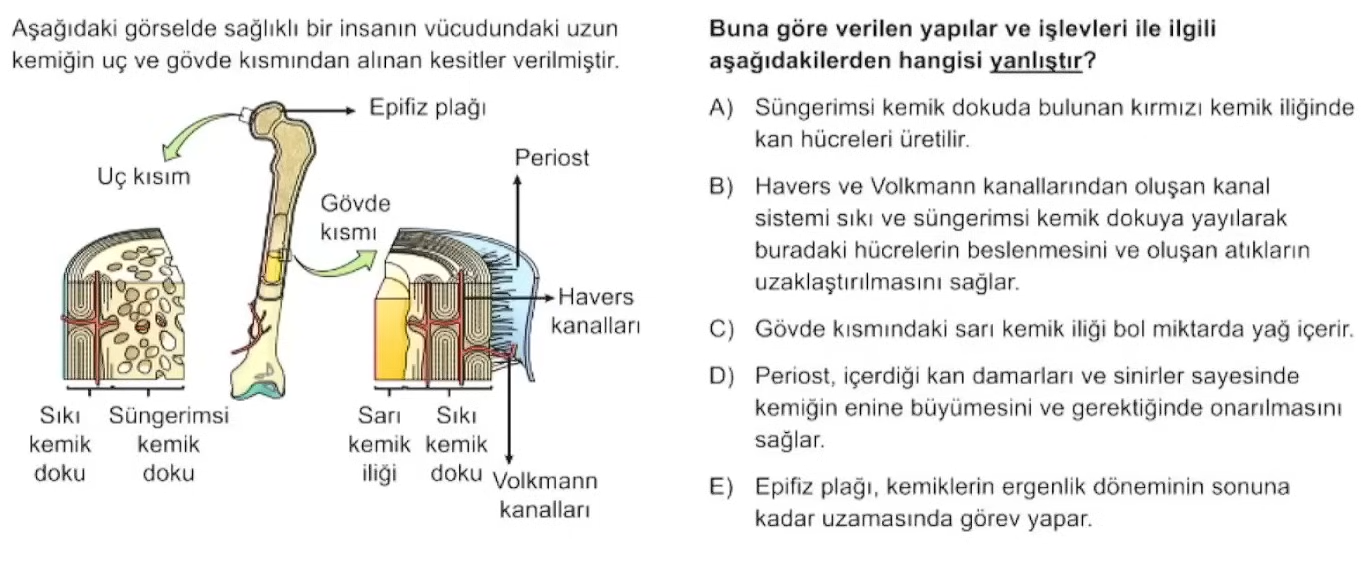 Aşağıdaki görselde sağlıklı bir insanın vücudundaki uzun
kemiğin uç ve gövde kısmından alınan kesitler verilmiştir.
Epifiz plağı
Uç kısım
Periost
Gövde
kısmı
Havers
kanalları
Sıkı
kemik
doku
Süngerimsi
kemik
doku
Sarı
kemik
iliği
Sıkı
kemik
doku
Volkmann
kanalları
Buna göre verilen yapılar ve işlevleri ile ilgili
aşağıdakilerden hangisi yanlıştır?
A) Süngerimsi kemik dokuda bulunan kırmızı kemik iliğinde
kan hücreleri üretilir.
B) Havers ve Volkmann kanallarından oluşan kanal
sistemi sıkı ve süngerimsi kemik dokuya yayılarak
buradaki hücrelerin beslenmesini ve oluşan atıkların
uzaklaştırılmasını sağlar.
C) Gövde kısmındaki sarı kemik iliği bol miktarda yağ içerir.
D) Periost, içerdiği kan damarları ve sinirler sayesinde
kemiğin enine büyümesini ve gerektiğinde onarılmasını
sağlar.
E) Epifiz plağı, kemiklerin ergenlik döneminin sonuna
kadar uzamasında görev yapar.